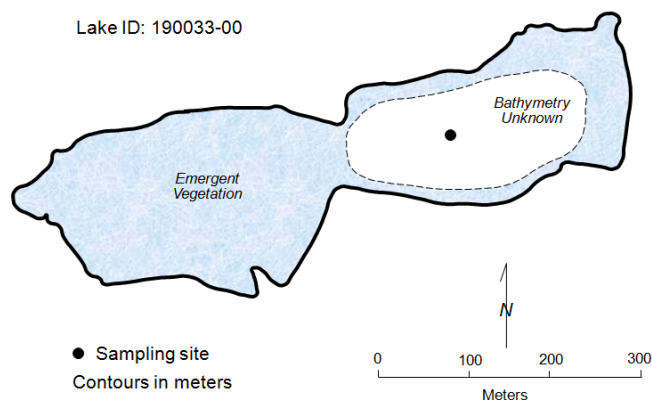 Lake ID: 190033-00
Bathymetry
Unknown
Emergent
Vegetation
N
Sampling site
Contours in meters
0 100 200 300
Meters